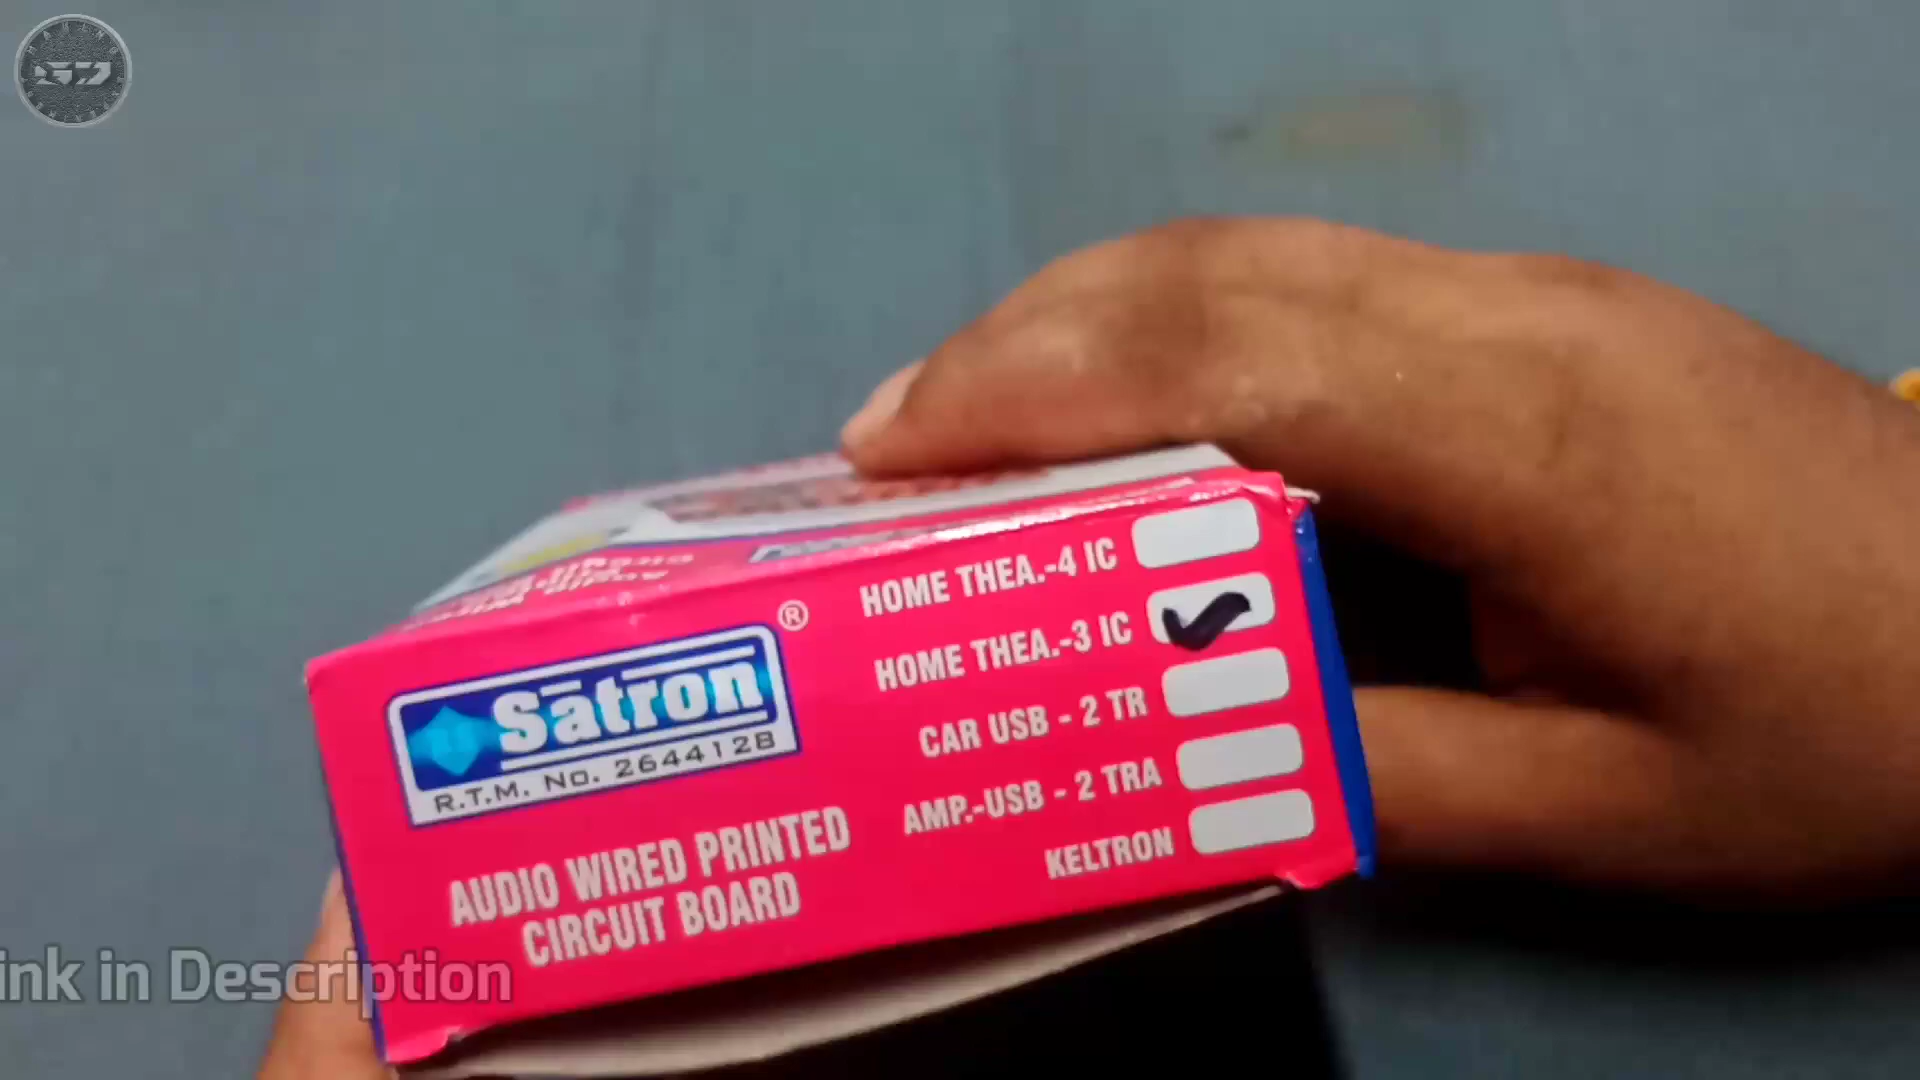 Sātron
®
R.T.M. No. 264412B
AUDIO WIRED PRINTED
CIRCUIT BOARD
HOME THEA.-4 IC
HOME THEA.-3 IC
CAR USB - 2 TR
AMP.-USB - 2 TRA
KELTRON
ink in Description